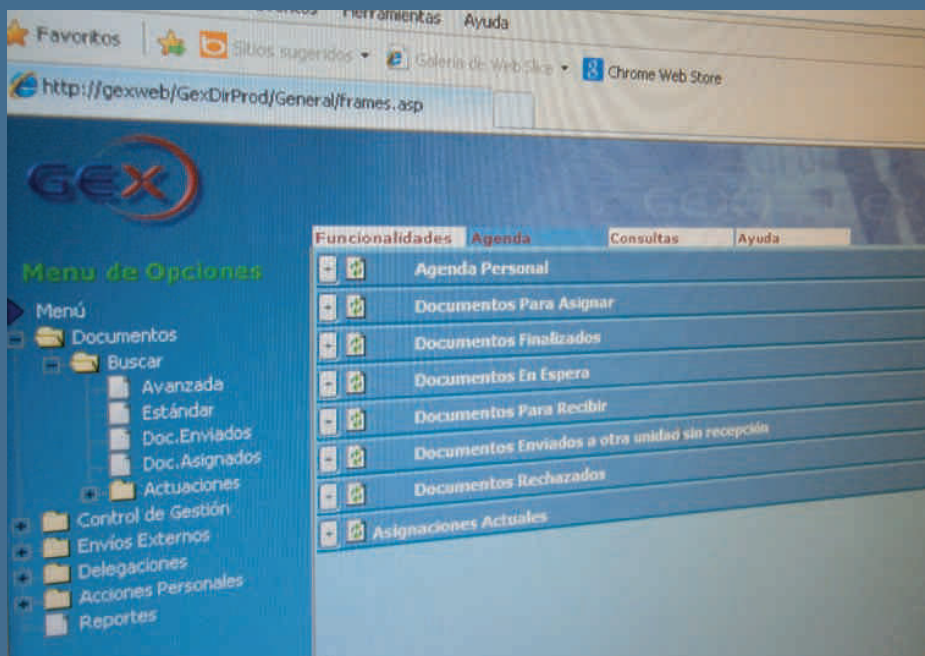 Herramientas Ayuda
Favoritos Sitios sugeridos Galería de Web Slice Chrome Web Store
http://gexweb/GexDirProd/General/frames.asp
GEX
Funcionalidades Agenda Consultas Ayuda
Menu de Opciones
Menú
Documentos
Buscar
Avanzada
Estándar
Doc.Enviados
Doc.Asignados
Actuaciones
Control de Gestión
Envíos Externos
Delegaciones
Acciones Personales
Reportes
Agenda Personal
Documentos Para Asignar
Documentos Finalizados
Documentos En Espera
Documentos Para Recibir
Documentos Enviados a otra unidad sin recepción
Documentos Rechazados
Asignaciones Actuales